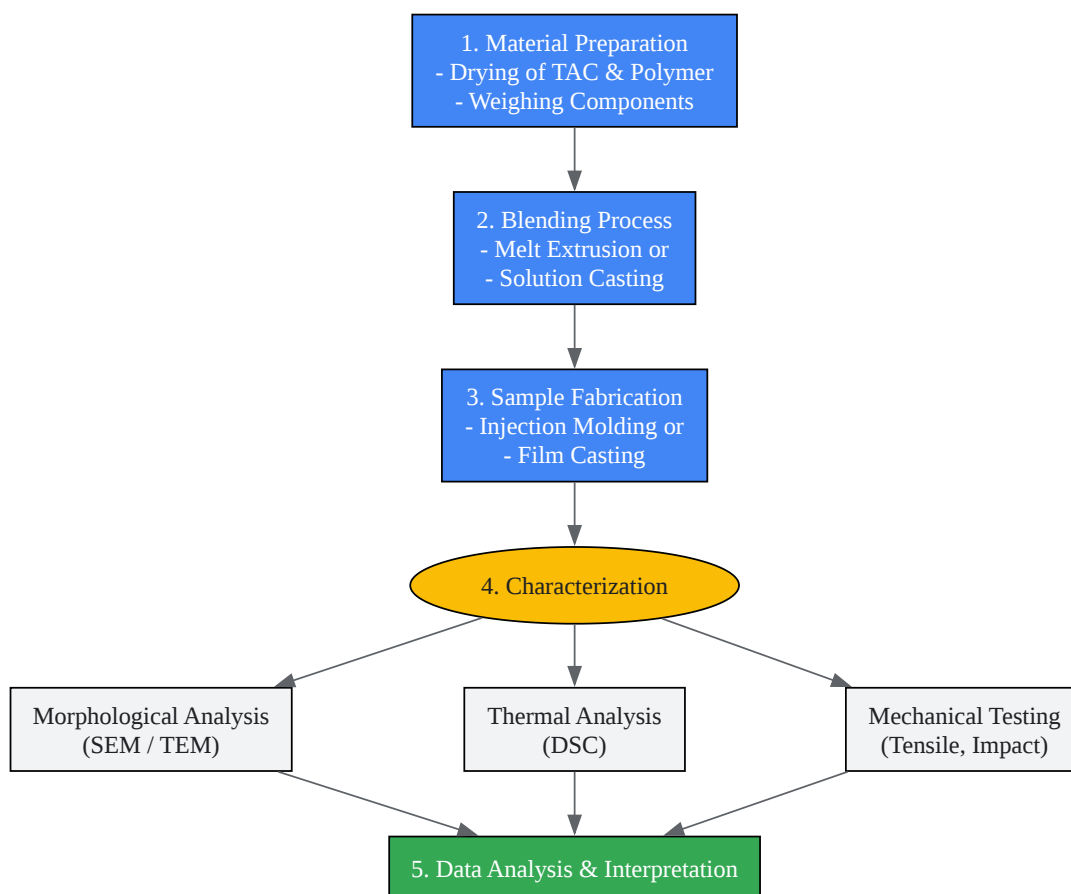 1. Material Preparation
- Drying of TAC & Polymer
- Weighing Components
2. Blending Process
- Melt Extrusion or
- Solution Casting
3. Sample Fabrication
- Injection Molding or
- Film Casting
4. Characterization
Morphological Analysis
(SEM / TEM)
Thermal Analysis
(DSC)
Mechanical Testing
(Tensile, Impact)
5. Data Analysis & Interpretation